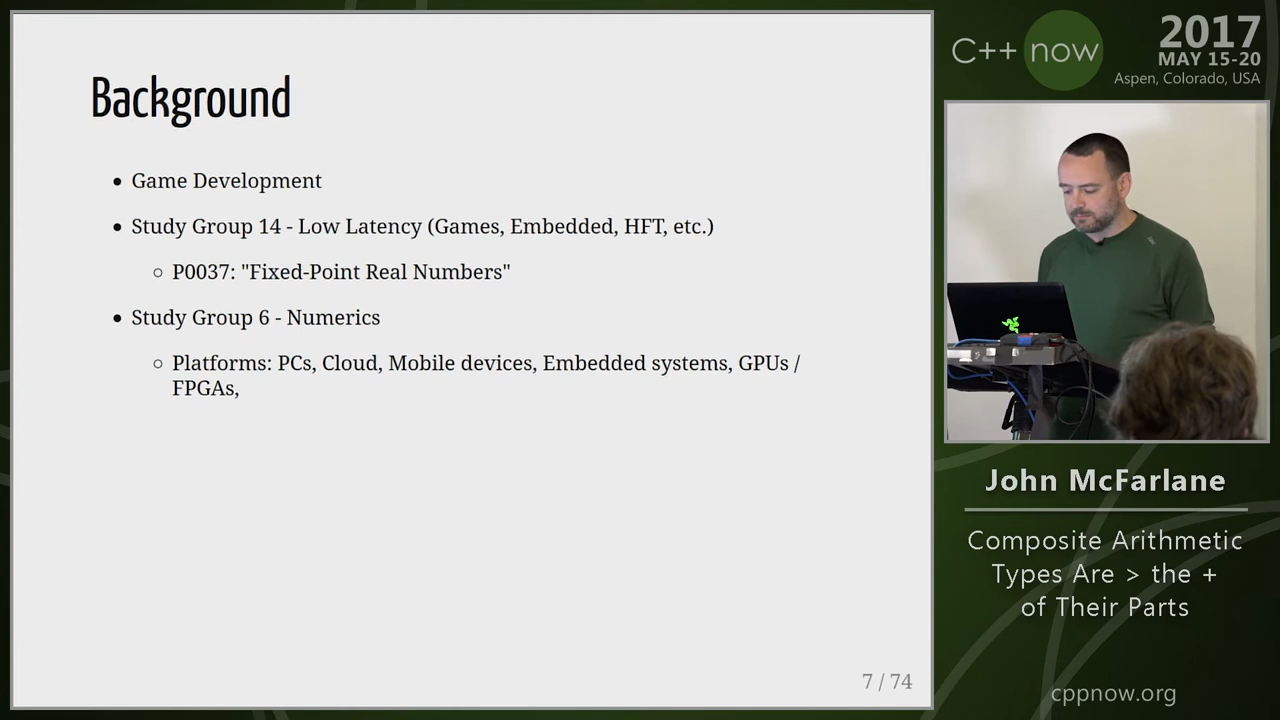 Background
Game Development
Study Group 14 - Low Latency (Games, Embedded, HFT, etc.)
P0037: "Fixed-Point Real Numbers"
Study Group 6 - Numerics
Platforms: PCs, Cloud, Mobile devices, Embedded systems, GPUs /
FPGAs,
7 / 74
C++ now
2017
MAY 15-20
Aspen, Colorado, USA
John McFarlane
Composite Arithmetic
Types Are > the +
of Their Parts
cppnow.org